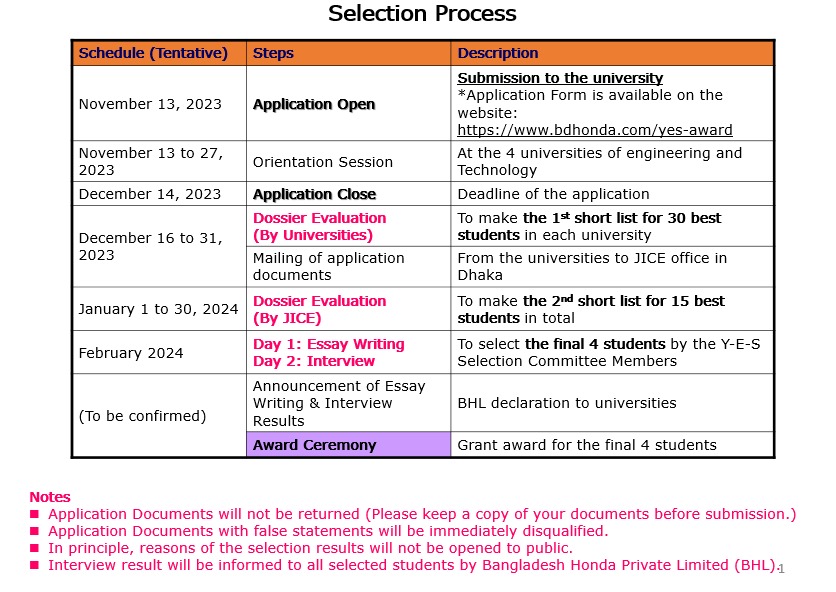 Selection Process
Schedule (Tentative) Steps Description
November 13, 2023
Application Open
Submission to the university
*Application Form is available on the
website:
https://www.bdhonda.com/yes-award
November 13 to 27,
2023
Orientation Session
At the 4 universities of engineering and
Technology
December 14, 2023
Application Close
Deadline of the application
December 16 to 31,
2023
Dossier Evaluation
(By Universities)
To make the 1st short list for 30 best
students in each university
Mailing of application
documents
From the universities to JICE office in
Dhaka
January 1 to 30, 2024
Dossier Evaluation
(By JICE)
To make the 2nd short list for 15 best
students in total
February 2024
Day 1: Essay Writing
Day 2: Interview
To select the final 4 students by the Y-E-S
Selection Committee Members
(To be confirmed)
Announcement of Essay
Writing & Interview
Results
BHL declaration to universities
Award Ceremony
Grant award for the final 4 students
Notes
■ Application Documents will not be returned (Please keep a copy of your documents before submission.)
■ Application Documents with false statements will be immediately disqualified.
■ In principle, reasons of the selection results will not be opened to public.
■ Interview result will be informed to all selected students by Bangladesh Honda Private Limited (BHL).
1